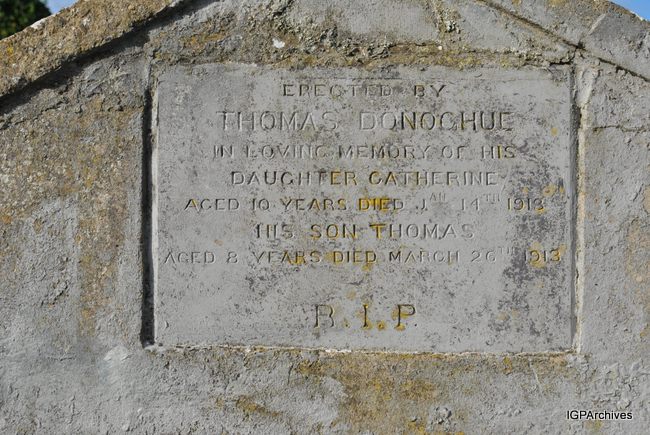 ERECTED BY
THOMAS DONOGHUE
IN LOVING MEMORY OF HIS
DAUGHTER CATHERINE
AGED 10 YEARS DIED JAN 14TH 1913
HIS SON THOMAS
AGED 8 YEARS DIED MARCH 26TH 1913
R.I.P.
IGPArchives